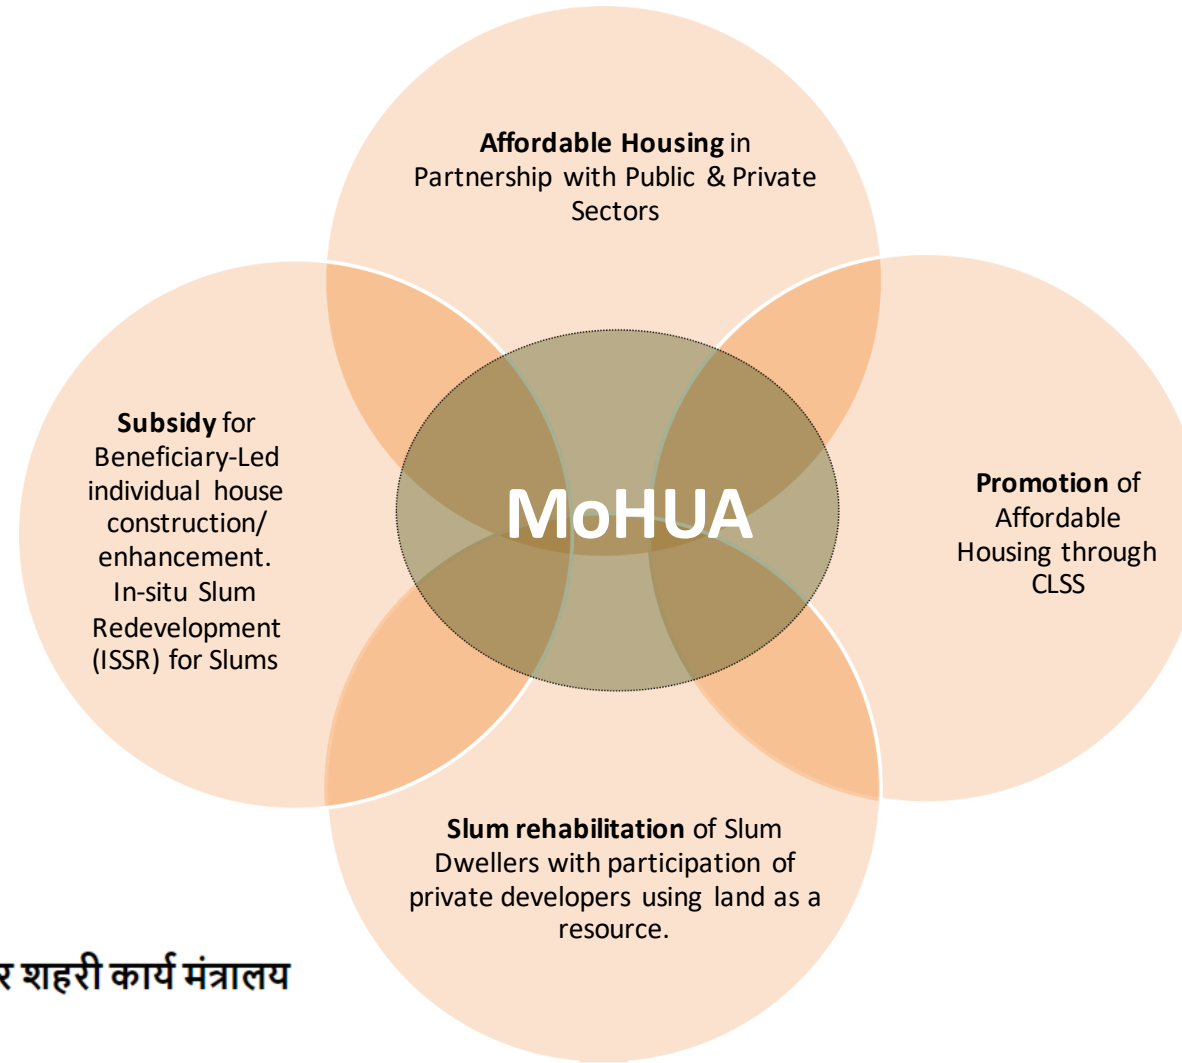 Affordable Housing in
Partnership with Public & Private
Sectors
Subsidy for
Beneficiary-Led
individual house
construction/
enhancement.
In-situ Slum
Redevelopment
(ISSR) for Slums
MoHUA
Promotion of
Affordable
Housing through
CLSS
Slum rehabilitation of Slum
Dwellers with participation of
private developers using land as a
resource.
शहरी कार्य मंत्रालय